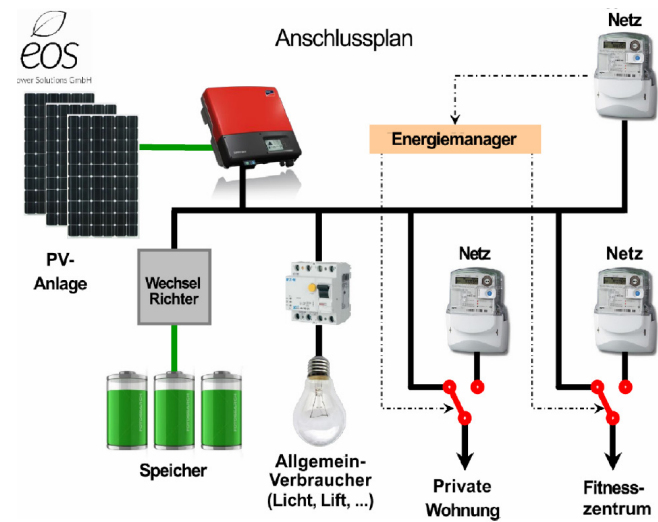 Netz
eos
ower Solutions GmbH
Anschlussplan
Energiemanager
PV-
Anlage
Wechsel
Richter
Netz
Netz
Speicher
Allgemein-
Verbraucher
(Licht, Lift, ...)
Private
Wohnung
Fitness-
zentrum